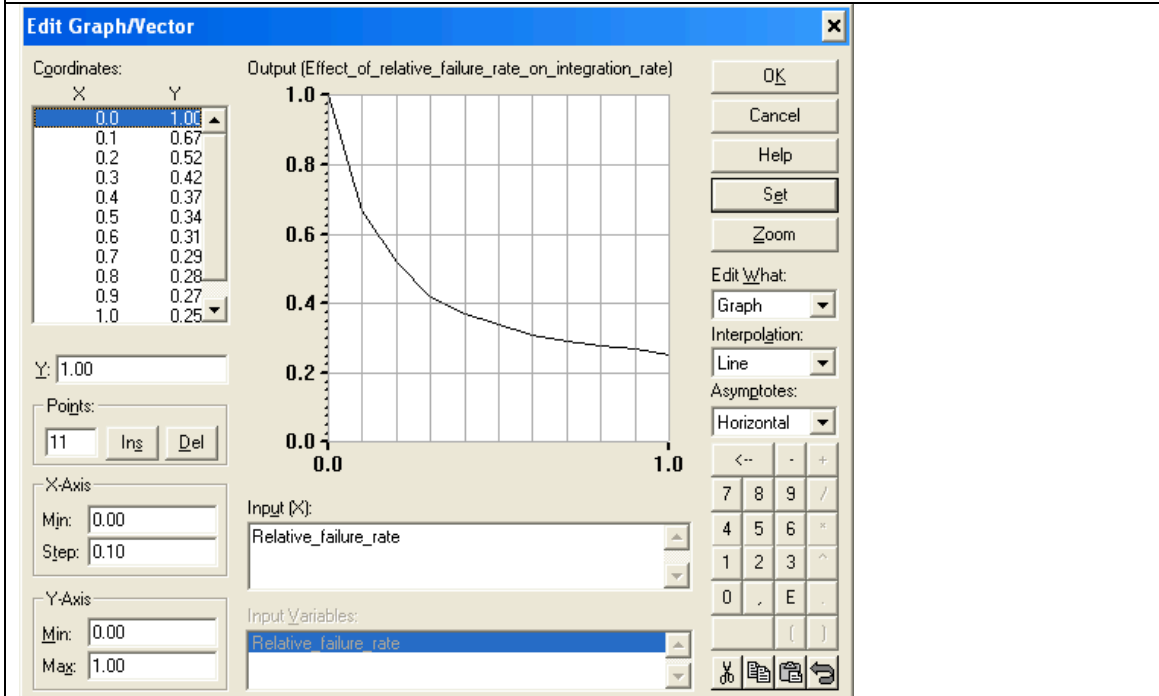 Edit Graph/Vector
Coordinates:
X Y
0.0 1.00
0.1 0.67
0.2 0.52
0.3 0.42
0.4 0.37
0.5 0.34
0.6 0.31
0.7 0.29
0.8 0.28
0.9 0.27
1.0 0.25
Y: 1.00
Points:
11 Ins Del
X-Axis
Min: 0.00
Step: 0.10
Y-Axis
Min: 0.00
Max: 1.00
Output (Effect_of_relative_failure_rate_on_integration_rate)
1.0
0.8
0.6
0.4
0.2
0.0
0.0 1.0
Input (X):
Relative_failure_rate
Input Variables:
Relative_failure_rate
OK
Cancel
Help
Set
Zoom
Edit What:
Graph
Interpolation:
Line
Asymptotes:
Horizontal
<-- - +
7 8 9 /
4 5 6 *
1 2 3 ^
0 , E .
( )